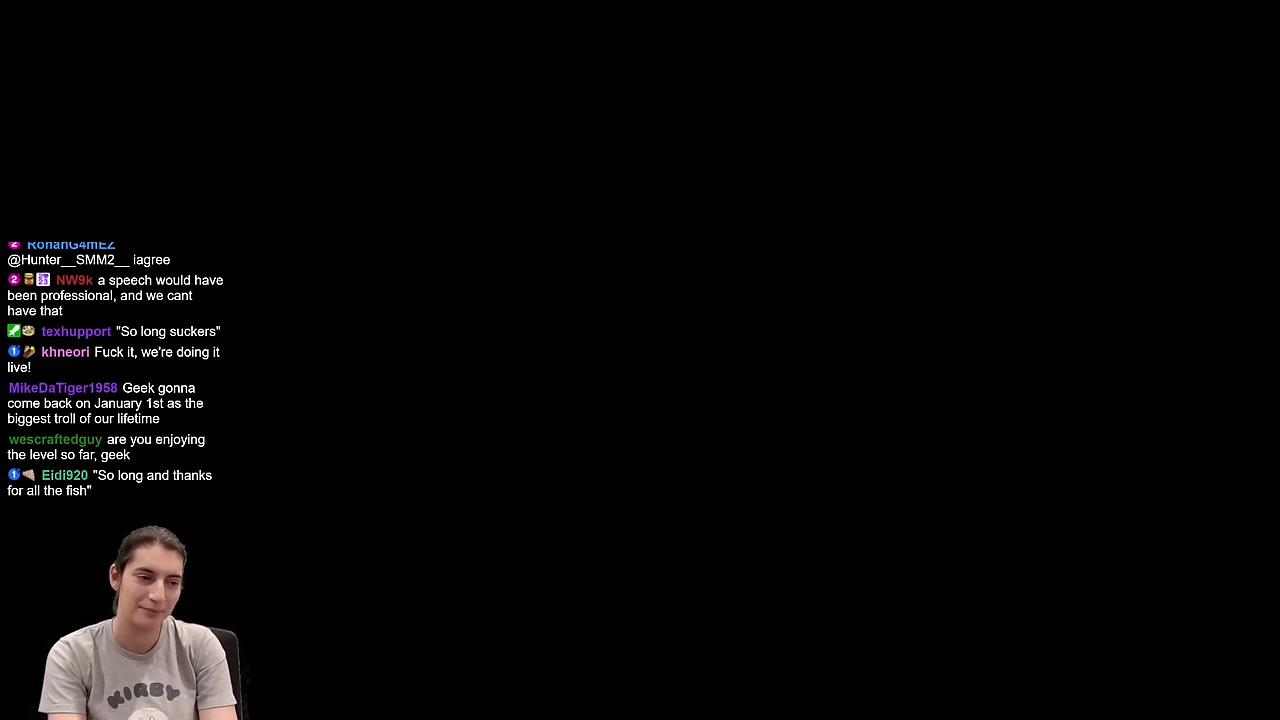 RohanG4mEZ
@Hunter__SMM2__ iagree
NW9k a speech would have
been professional, and we cant
have that
texhupport "So long suckers"
khneori Fuck it, we're doing it
live!
MikeDaTiger1958 Geek gonna
come back on January 1st as the
biggest troll of our lifetime
wescraftedguy are you enjoying
the level so far, geek
Eidi920 "So long and thanks
for all the fish"
KIRBY